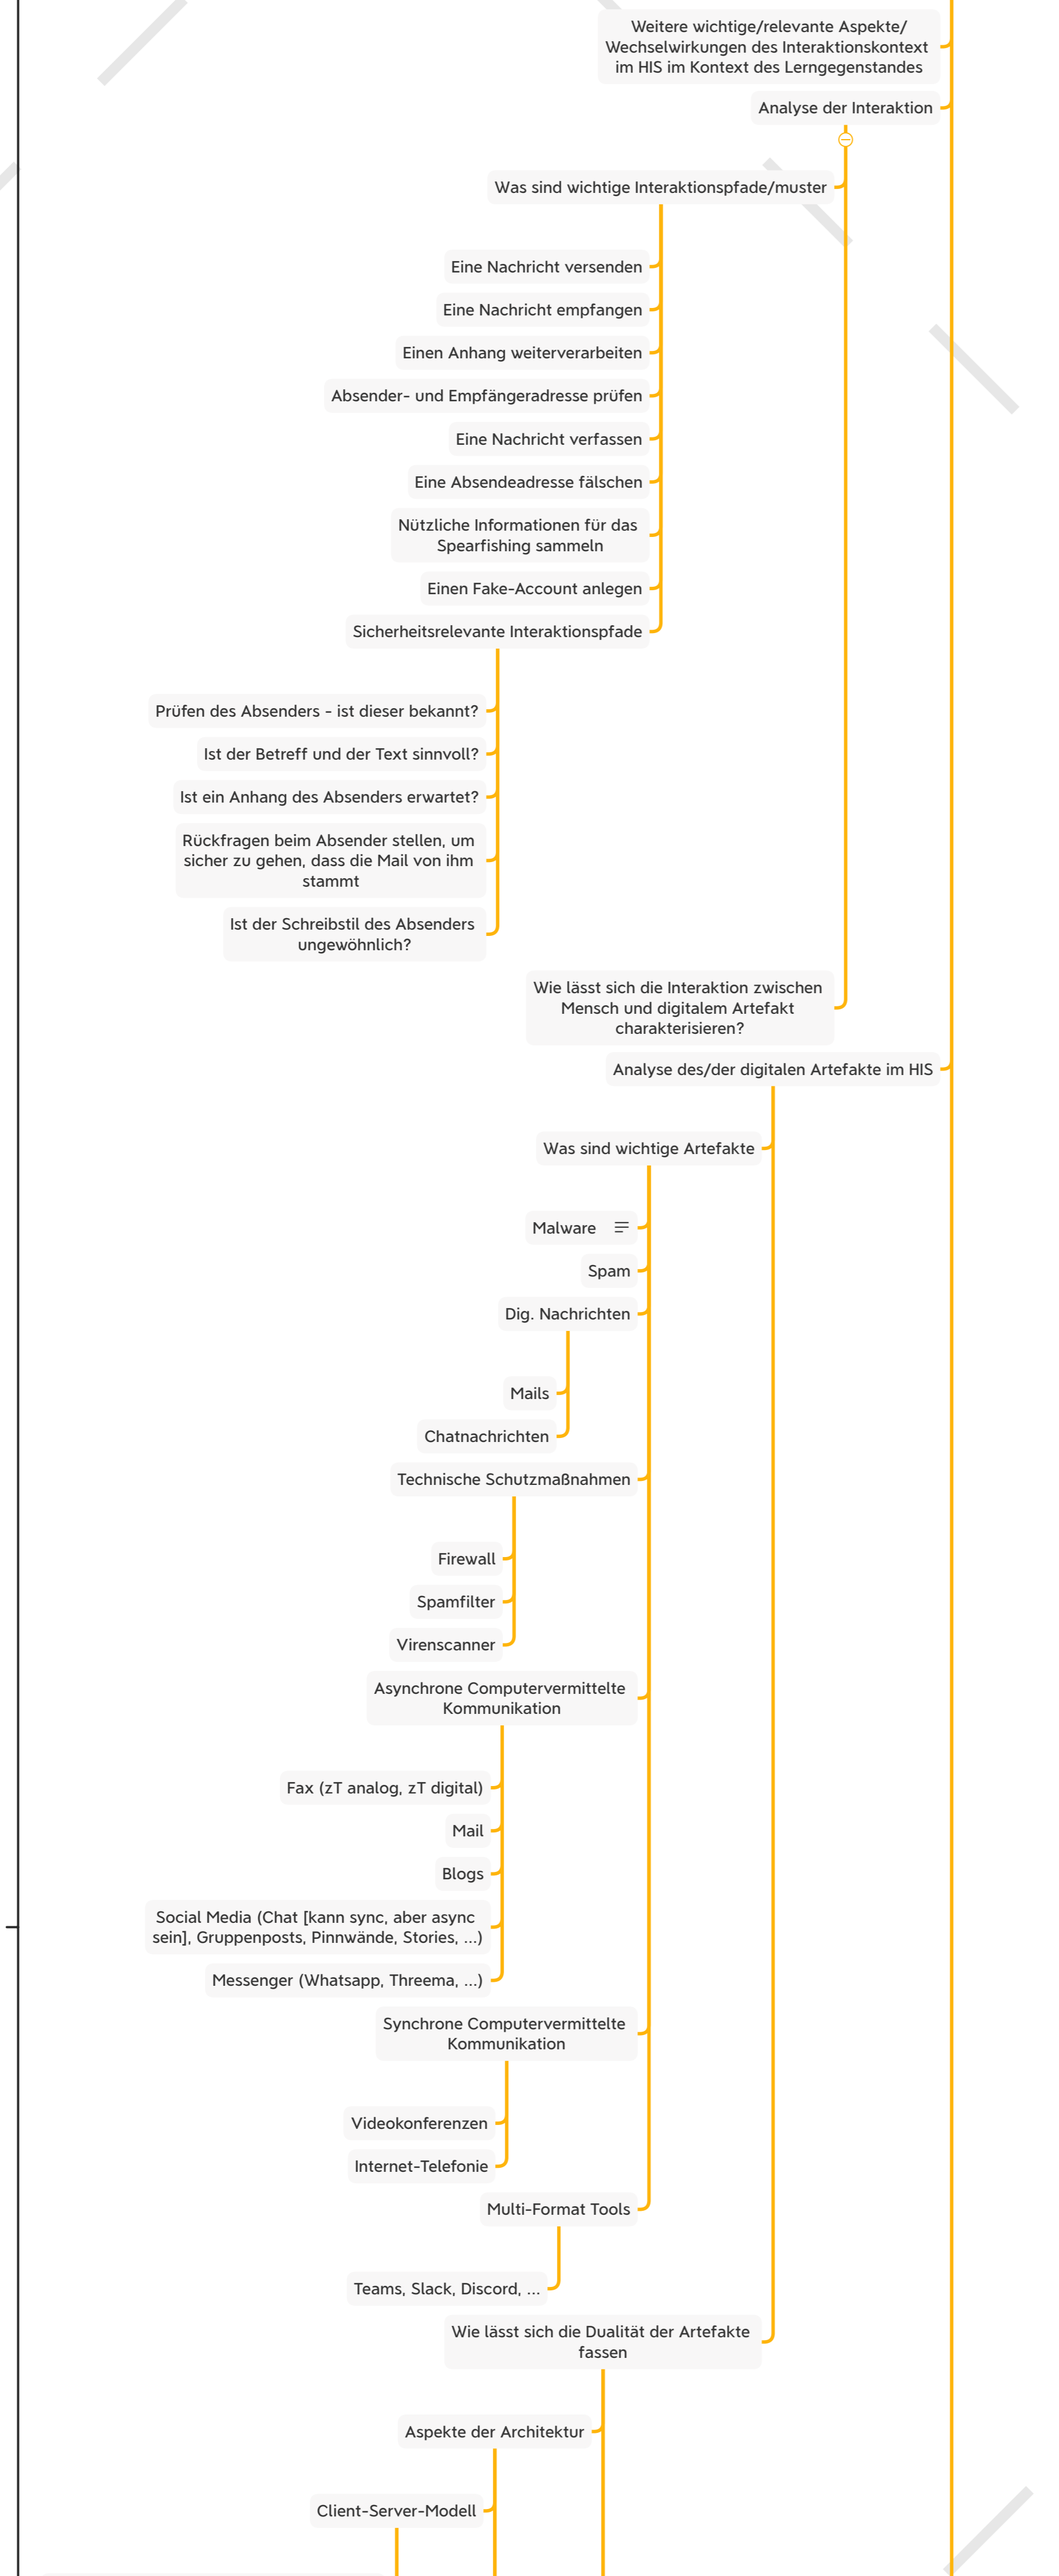 Weitere wichtige/relevante Aspekte/
Wechselwirkungen des Interaktionskontext
im HIS im Kontext des Lerngegenstandes
Analyse der Interaktion
Was sind wichtige Interaktionspfade/muster
Eine Nachricht versenden
Eine Nachricht empfangen
Einen Anhang weiterverarbeiten
Absender- und Empfängeradresse prüfen
Eine Nachricht verfassen
Eine Absendeadresse fälschen
Nützliche Informationen für das
Spearfishing sammeln
Einen Fake-Account anlegen
Sicherheitsrelevante Interaktionspfade
Prüfen des Absenders - ist dieser bekannt?
Ist der Betreff und der Text sinnvoll?
Ist ein Anhang des Absenders erwartet?
Rückfragen beim Absender stellen, um
sicher zu gehen, dass die Mail von ihm
stammt
Ist der Schreibstil des Absenders
ungewöhnlich?
Wie lässt sich die Interaktion zwischen
Mensch und digitalem Artefakt
charakterisieren?
Analyse des/der digitalen Artefakte im HIS
Was sind wichtige Artefakte
Malware
Spam
Dig. Nachrichten
Mails
Chatnachrichten
Technische Schutzmaßnahmen
Firewall
Spamfilter
Virenscanner
Asynchrone Computervermittelte
Kommunikation
Fax (zT analog, zT digital)
Mail
Blogs
Social Media (Chat [kann sync, aber async
sein], Gruppenposts, Pinnwände, Stories, ...)
Messenger (Whatsapp, Threema, ...)
Synchrone Computervermittelte
Kommunikation
Videokonferenzen
Internet-Telefonie
Multi-Format Tools
Teams, Slack, Discord, ...
Wie lässt sich die Dualität der Artefakte
fassen
Aspekte der Architektur
Client-Server-Modell